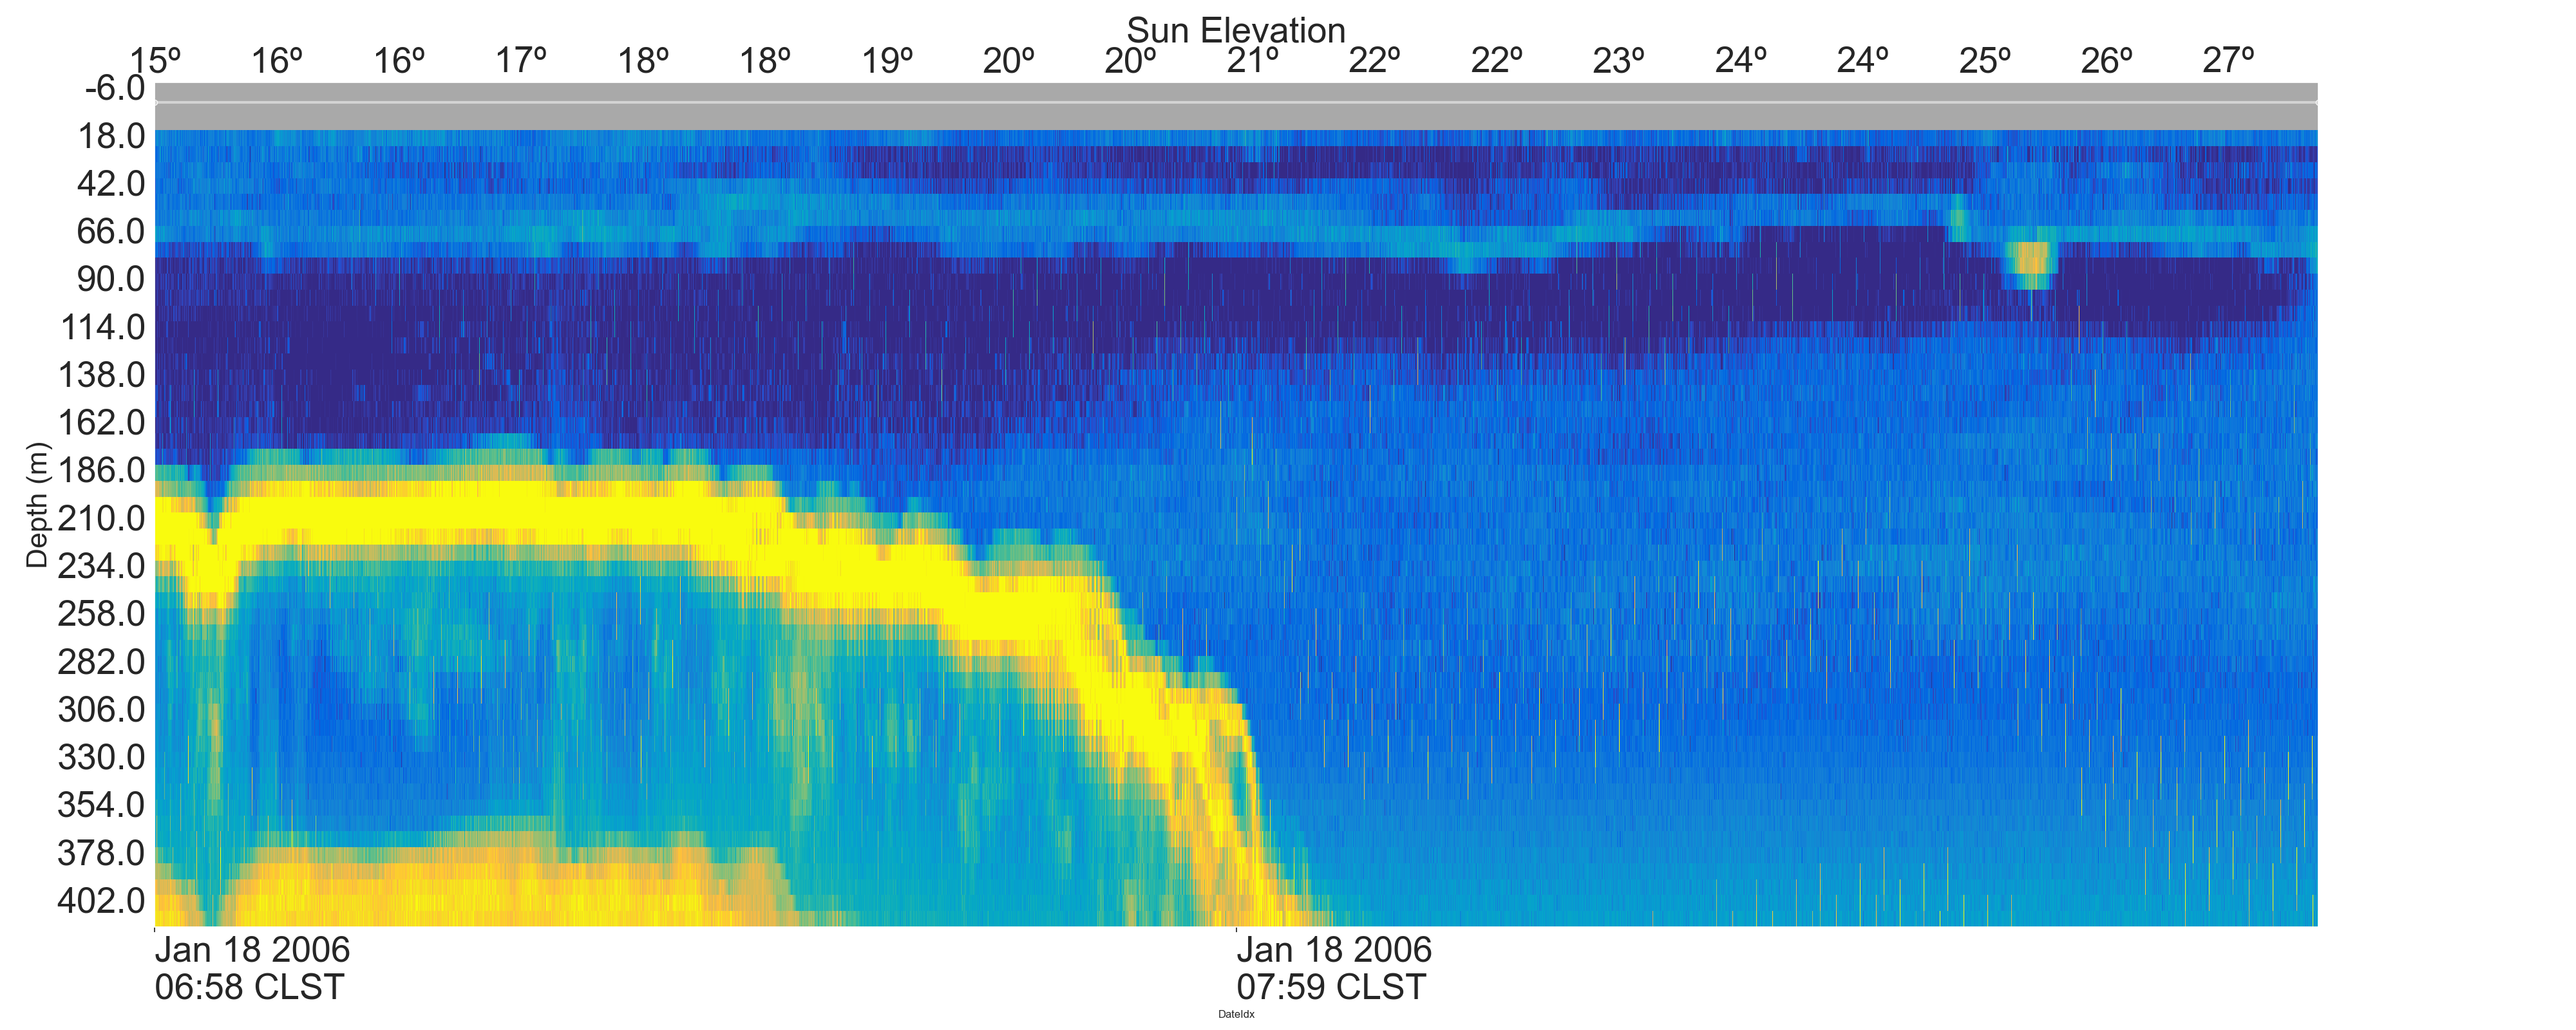 Sun Elevation
15º 16º 16º 17º 18º 18º 19º 20º 20º 21º 22º 22º 23º 24º 24º 25º 26º 27º
-6.0
18.0
42.0
66.0
90.0
114.0
138.0
162.0
186.0
210.0
234.0
258.0
282.0
306.0
330.0
354.0
378.0
402.0
Depth (m)
Jan 18 2006
06:58 CLST
Jan 18 2006
07:59 CLST
DateIdx